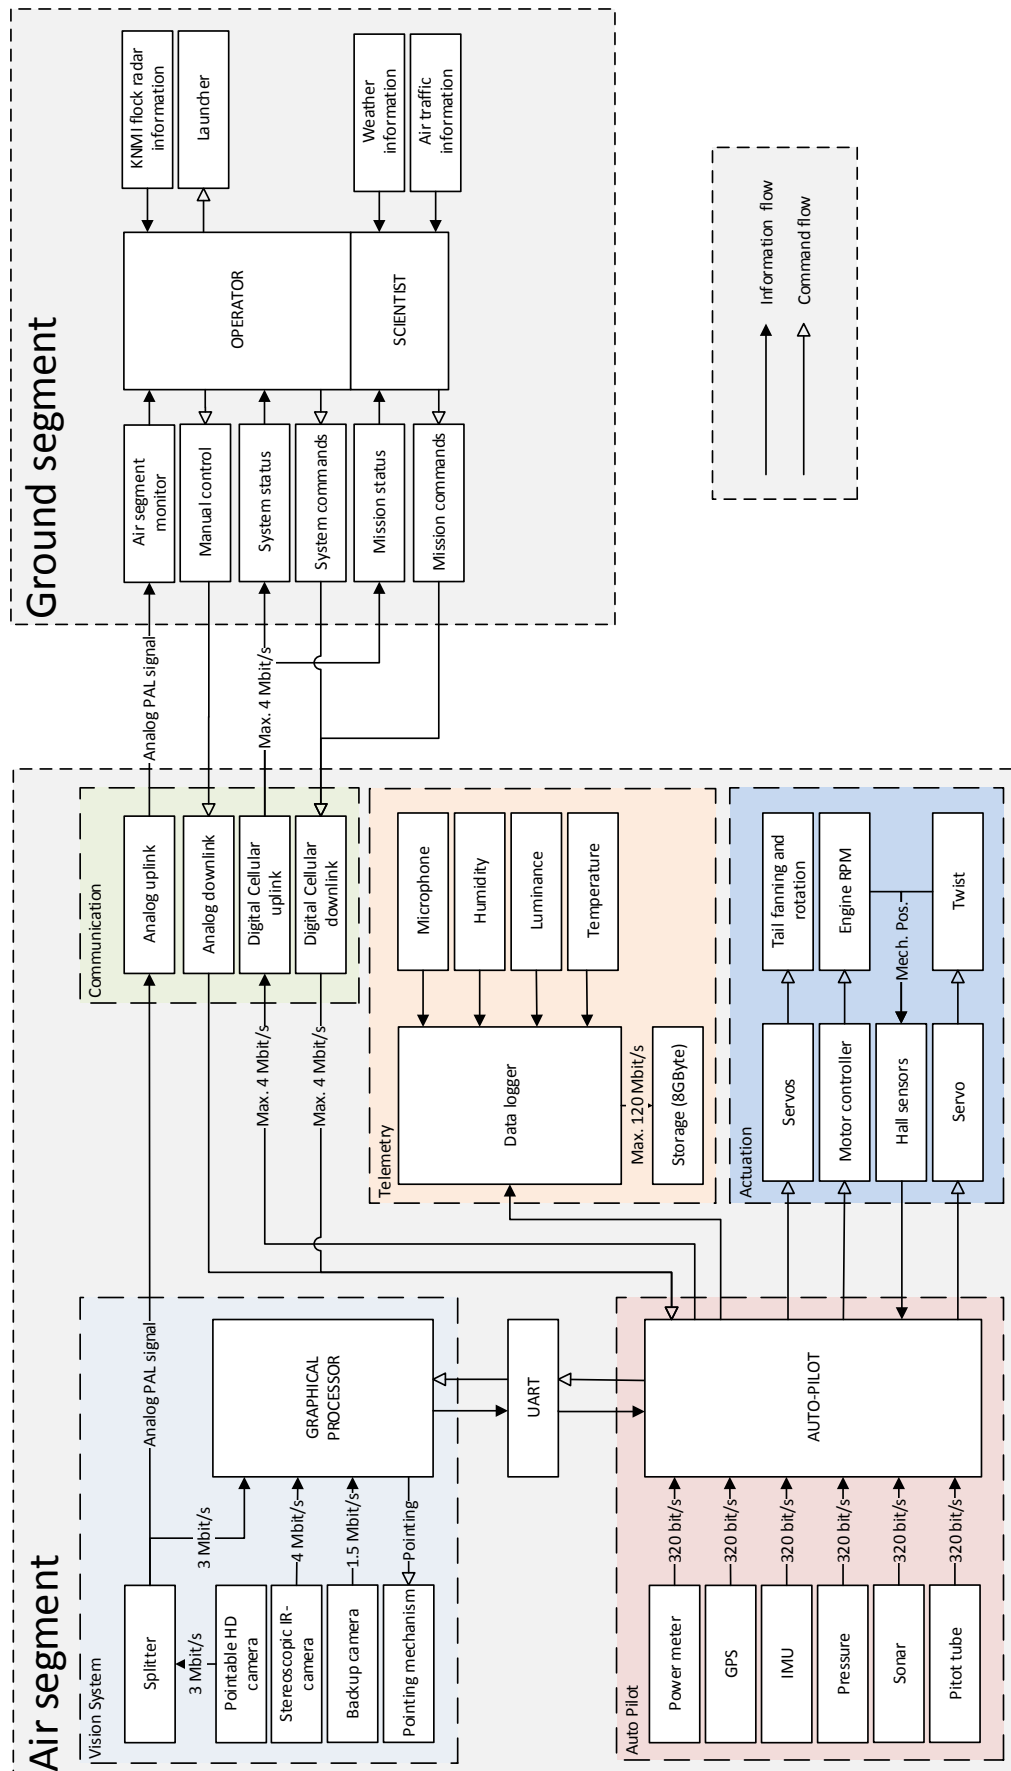 Air segment
Vision System
Splitter
3 Mbit/s
Pointable HD
camera
Stereoscopic IR-
camera
Backup camera
Pointing mechanism
Analog PAL signal
3 Mbit/s
4 Mbit/s
1.5 Mbit/s
Pointing
GRAPHICAL
PROCESSOR
UART
Auto Pilot
Power meter
GPS
IMU
Pressure
Sonar
Pitot tube
320 bit/s
320 bit/s
320 bit/s
320 bit/s
320 bit/s
320 bit/s
AUTO-PILOT
Communication
Analog uplink
Analog downlink
Digital Cellular
uplink
Digital Cellular
downlink
Max. 4 Mbit/s
Max. 4 Mbit/s
Telemetry
Data logger
Max. 120 Mbit/s
Storage (8GByte)
Microphone
Humidity
Luminance
Temperature
Actuation
Servos
Motor controller
Hall sensors
Servo
Mech. Pos.
Tail fanning and
rotation
Engine RPM
Twist
Analog PAL signal
Max. 4 Mbit/s
Ground segment
Air segment
monitor
Manual control
System status
System commands
Mission status
Mission commands
OPERATOR
SCIENTIST
KNMI flock radar
information
Launcher
Weather
information
Air traffic
information
Information flow
Command flow